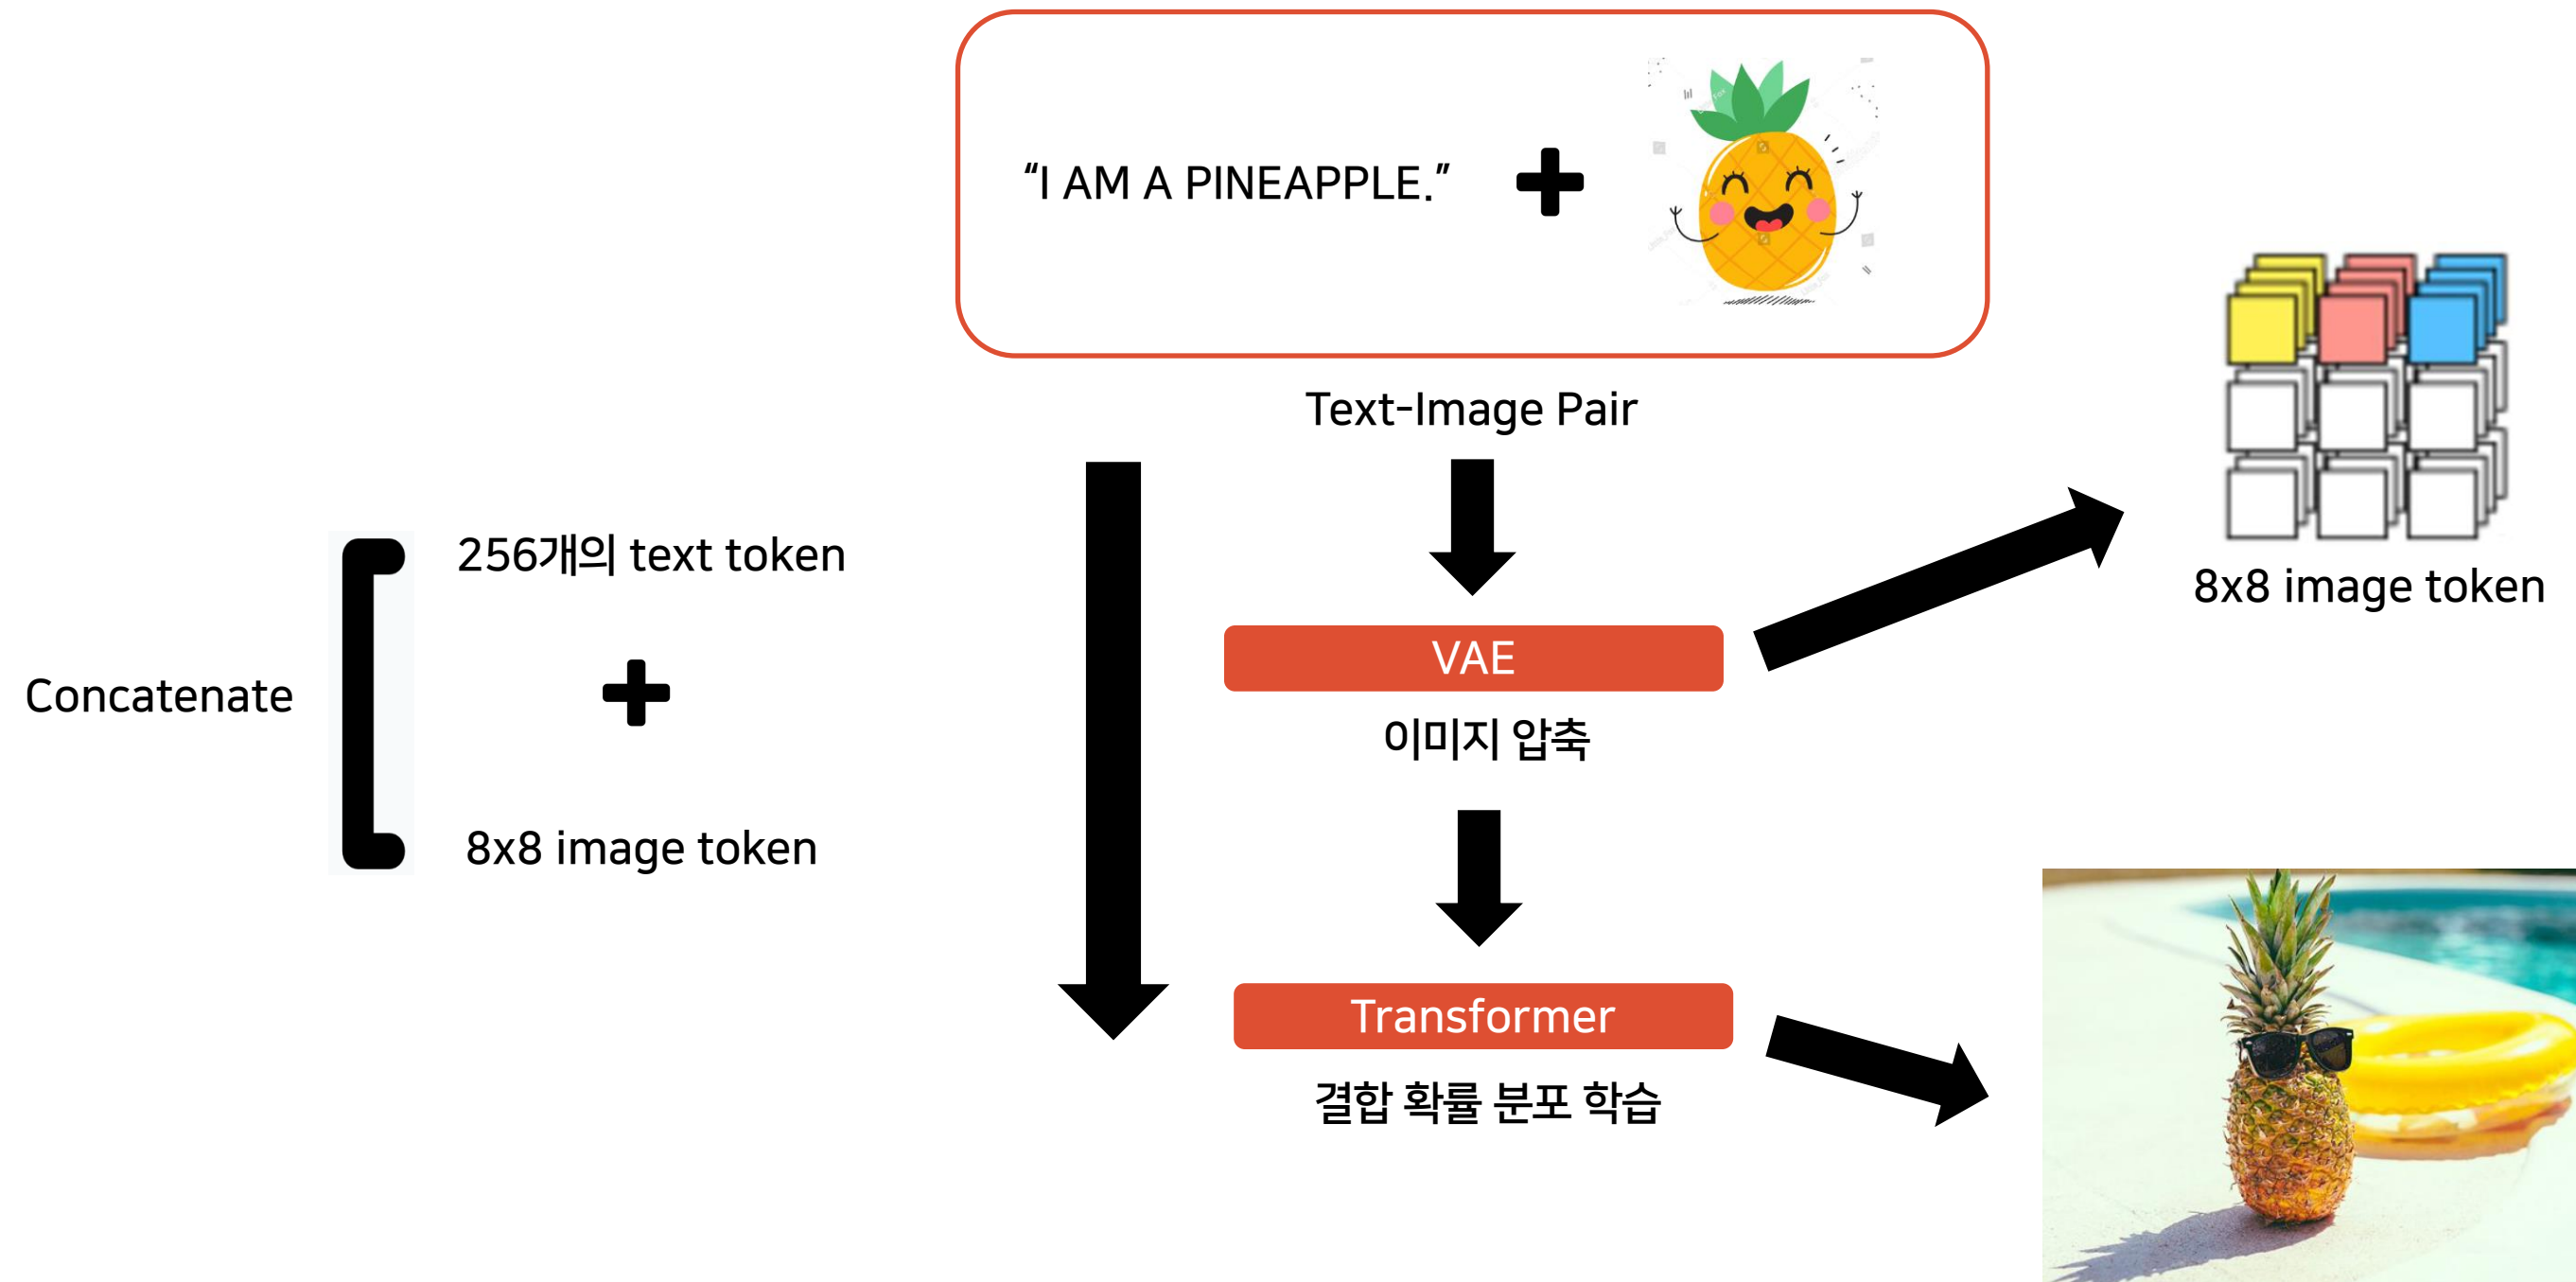 “I AM A PINEAPPLE.”
Text-Image Pair
256개의 text token
Concatenate
8x8 image token
VAE
이미지 압축
8x8 image token
Transformer
결합 확률 분포 학습